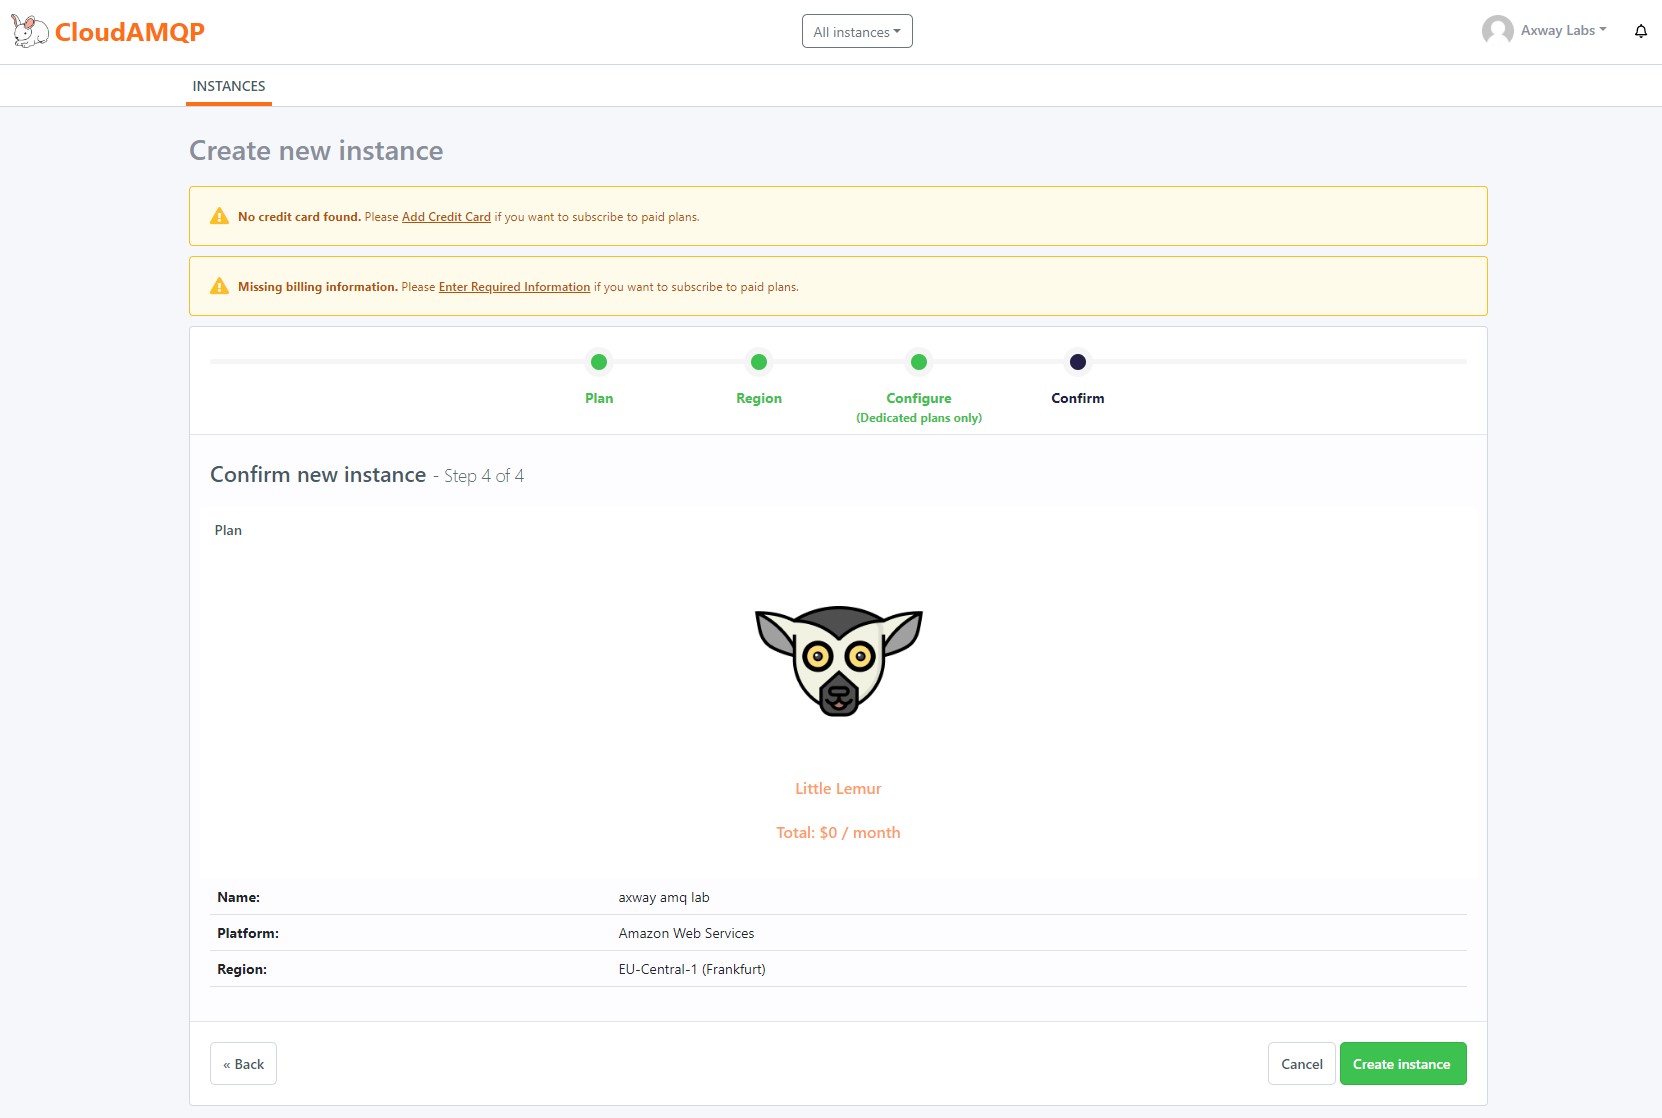 CloudAMQP
All instances
Axway Labs
INSTANCES
Create new instance
No credit card found. Please Add Credit Card if you want to subscribe to paid plans.
Missing billing information. Please Enter Required Information if you want to subscribe to paid plans.
Plan
Region
Configure
(Dedicated plans only)
Confirm
Confirm new instance - Step 4 of 4
Plan
Little Lemur
Total: $0 / month
Name: axway amq lab
Platform: Amazon Web Services
Region: EU-Central-1 (Frankfurt)
« Back
Cancel
Create instance